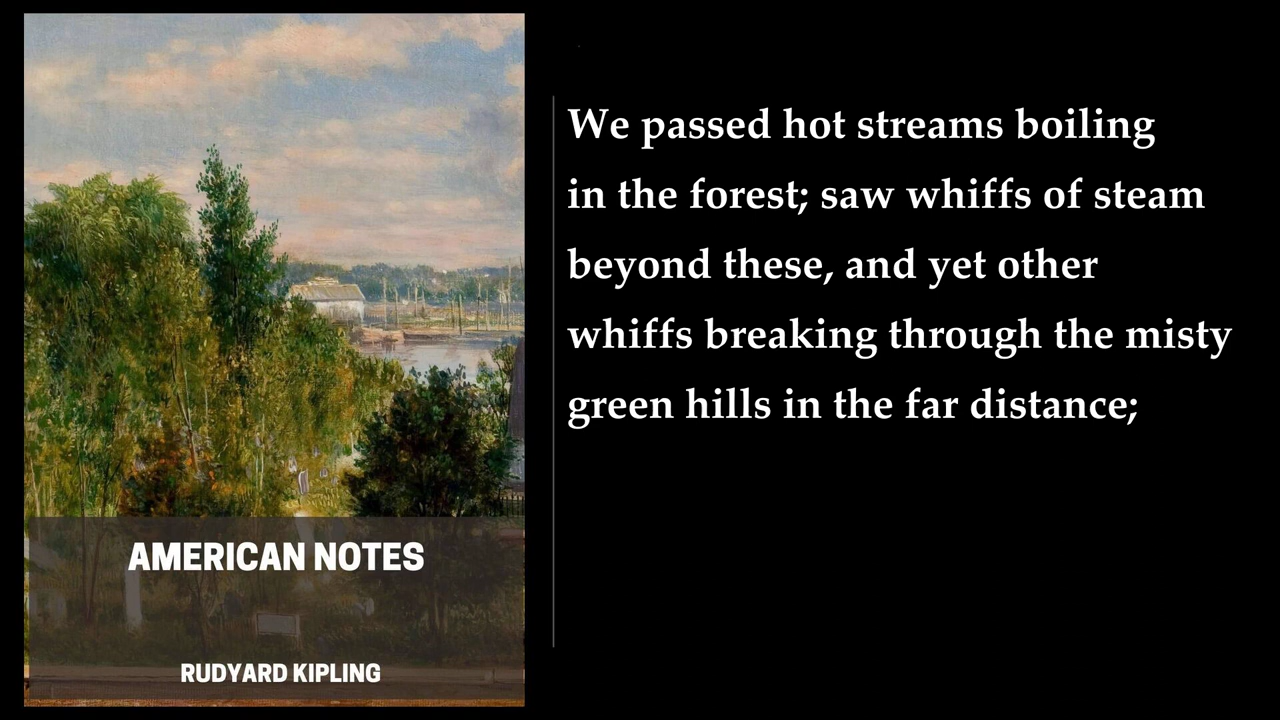 We passed hot streams boiling
in the forest; saw whiffs of steam
beyond these, and yet other
whiffs breaking through the misty
green hills in the far distance;
AMERICAN NOTES
RUDYARD KIPLING